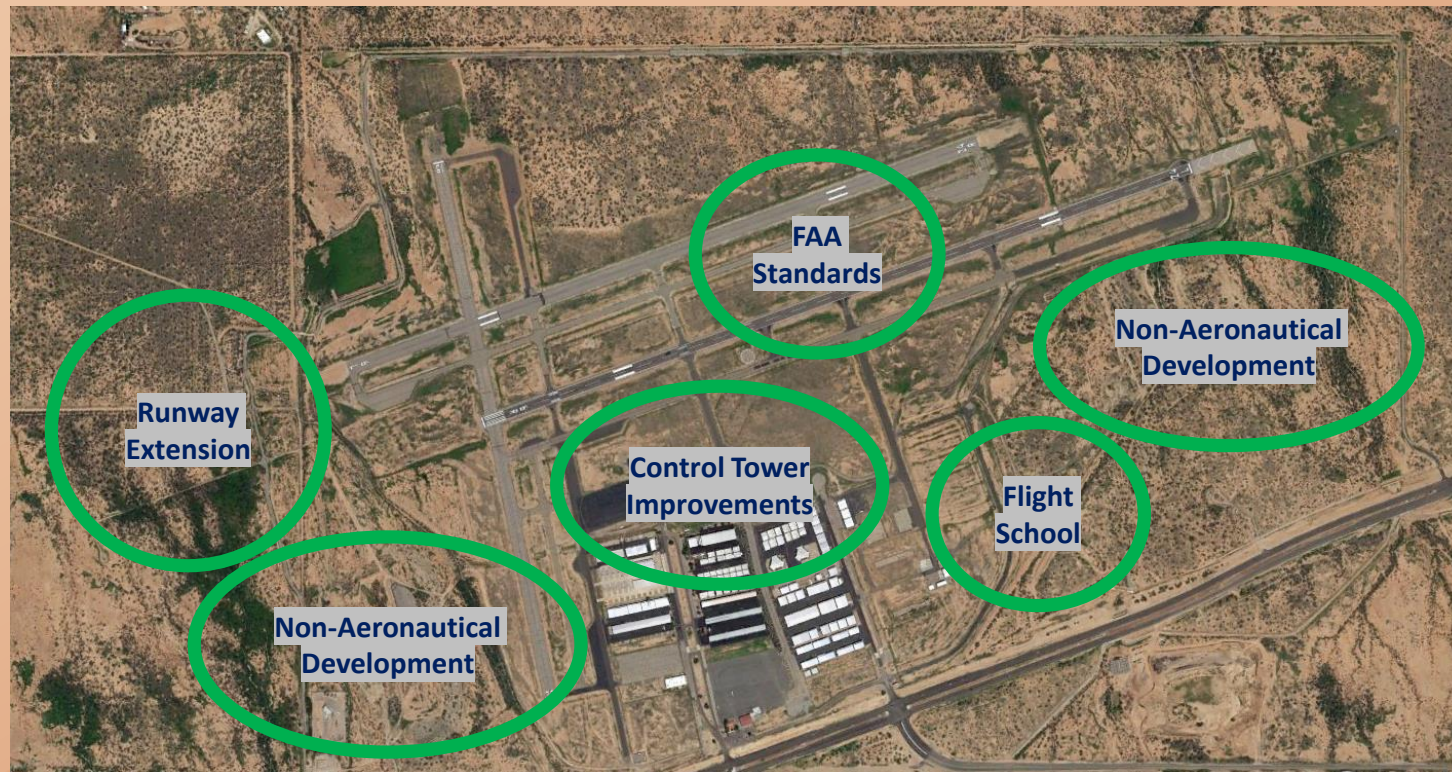 FAA
Standards
Non-Aeronautical
Development
Runway
Extension
Control Tower
Improvements
Flight
School
Non-Aeronautical
Development